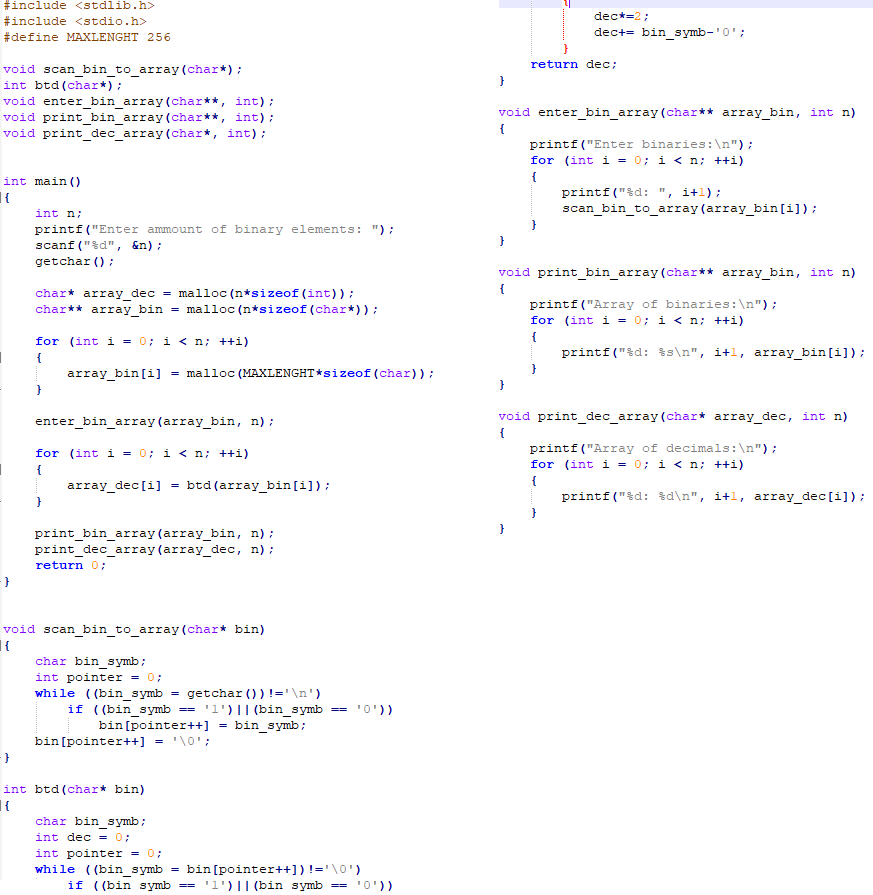 #include <stdlib.h>
#include <stdio.h>
#define MAXLENGHT 256

void scan_bin_to_array(char*);
int btd(char*);
void enter_bin_array(char**, int);
void print_bin_array(char**, int);
void print_dec_array(char*, int);

int main()
{
    int n;
    printf("Enter ammount of binary elements: ");
    scanf("%d", &n);
    getchar();

    char* array_dec = malloc(n*sizeof(int));
    char** array_bin = malloc(n*sizeof(char*));

    for (int i = 0; i < n; ++i)
    {
        array_bin[i] = malloc(MAXLENGHT*sizeof(char));
    }

    enter_bin_array(array_bin, n);

    for (int i = 0; i < n; ++i)
    {
        array_dec[i] = btd(array_bin[i]);
    }

    print_bin_array(array_bin, n);
    print_dec_array(array_dec, n);
    return 0;
}

void scan_bin_to_array(char* bin)
{
    char bin_symb;
    int pointer = 0;
    while ((bin_symb = getchar())!='\n')
        if ((bin_symb == '1')||(bin_symb == '0'))
            bin[pointer++] = bin_symb;
    bin[pointer++] = '\0';
}

int btd(char* bin)
{
    char bin_symb;
    int dec = 0;
    int pointer = 0;
    while ((bin_symb = bin[pointer++])!='\0')
        if ((bin_symb == '1')||(bin_symb == '0'))
        {
            dec*=2;
            dec+= bin_symb-'0';
        }
    return dec;
}

void enter_bin_array(char** array_bin, int n)
{
    printf("Enter binaries:\n");
    for (int i = 0; i < n; ++i)
    {
        printf("%d: ", i+1);
        scan_bin_to_array(array_bin[i]);
    }
}

void print_bin_array(char** array_bin, int n)
{
    printf("Array of binaries:\n");
    for (int i = 0; i < n; ++i)
    {
        printf("%d: %s\n", i+1, array_bin[i]);
    }
}

void print_dec_array(char* array_dec, int n)
{
    printf("Array of decimals:\n");
    for (int i = 0; i < n; ++i)
    {
        printf("%d: %d\n", i+1, array_dec[i]);
    }
}